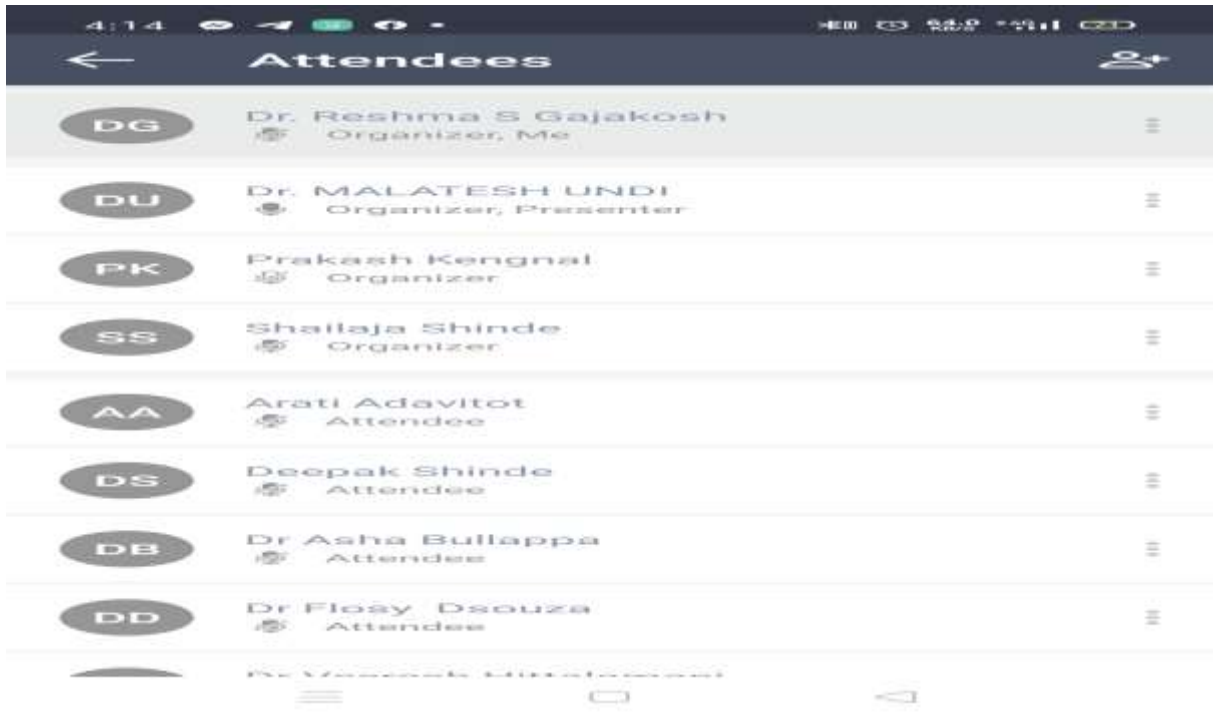 4:14
Attendees
DG
Dr. Reshma S Gajakosh
Organizer, Me
DU
Dr. MALATESH UNDI
Organizer, Presenter
PK
Prakash Kengnal
Organizer
SS
Shailaja Shinde
Organizer
AA
Arati Adavitot
Attendee
DS
Deepak Shinde
Attendee
DB
Dr Asha Bullappa
Attendee
DD
Dr Flosy Dsouza
Attendee
Dr